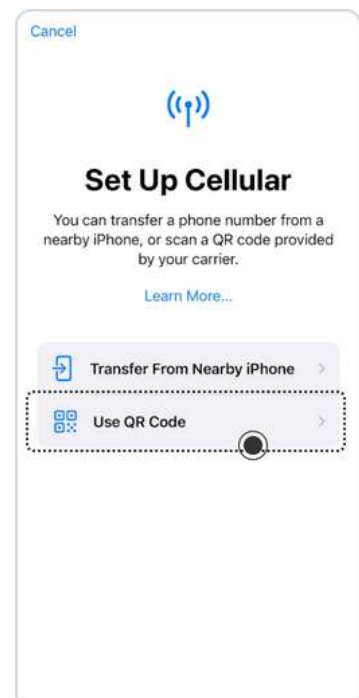 Cancel
Set Up Cellular
You can transfer a phone number from a
nearby iPhone, or scan a QR code provided
by your carrier.
Learn More...
Transfer From Nearby iPhone
Use QR Code